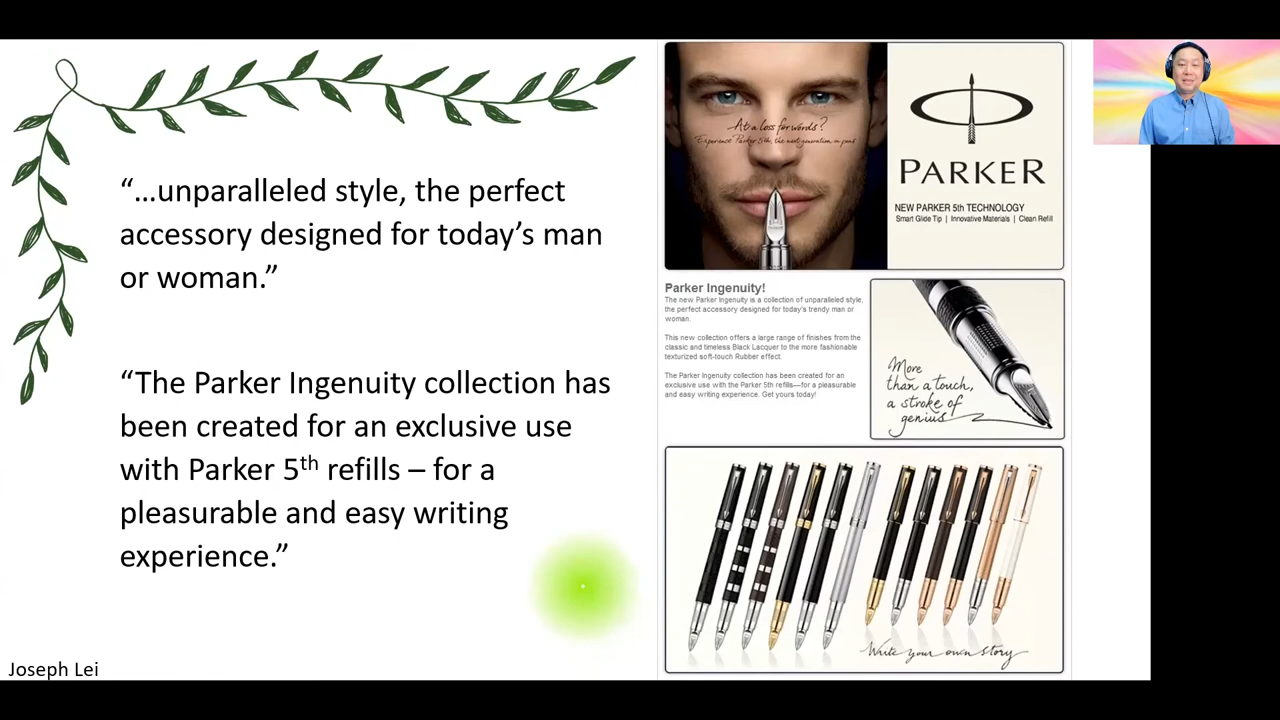 “…unparalleled style, the perfect
accessory designed for today’s man
or woman.”
“The Parker Ingenuity collection has
been created for an exclusive use
with Parker 5th refills – for a
pleasurable and easy writing
experience.”
Joseph Lei
At a loss for words?
Experience Parker 5th, the next generation in pens
PARKER
NEW PARKER 5th TECHNOLOGY
Smart Glide Tip | Innovative Materials | Clean Refill
Parker Ingenuity!
The new Parker Ingenuity is a collection of unparalleled style,
the perfect accessory designed for today's trendy man or
woman.
This new collection offers a large range of finishes from the
classic and timeless Black Lacquer to the more fashionable
texturized soft-touch Rubber effect.
The Parker Ingenuity collection has been created for an
exclusive use with the Parker 5th refills—for a pleasurable
and easy writing experience. Get yours today!
More
than a touch,
a stroke of
genius
Write your own story